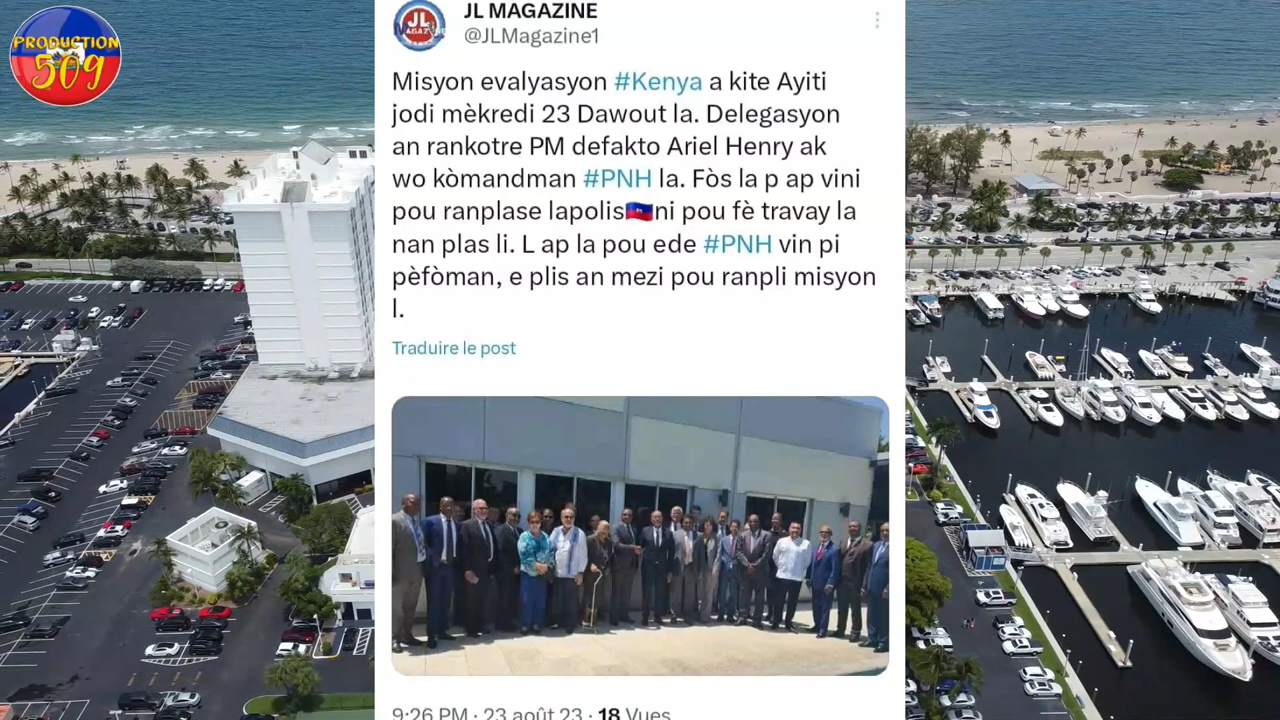 PRODUCTION
509
JL
MAGAZINE
JL MAGAZINE
@JLMagazine1
Misyon evalyasyon #Kenya a kite Ayiti
jodi mèkredi 23 Dawout la. Delegasyon
an rankotre PM defakto Ariel Henry ak
wo kòmandman #PNH la. Fòs la p ap vini
pou ranplase lapolis🇭🇹ni pou fè travay la
nan plas li. L ap la pou ede #PNH vin pi
pèfòman, e plis an mezi pou ranpli misyon
l.
Traduire le post
9:26 PM · 23 août 23 · 18 Vues